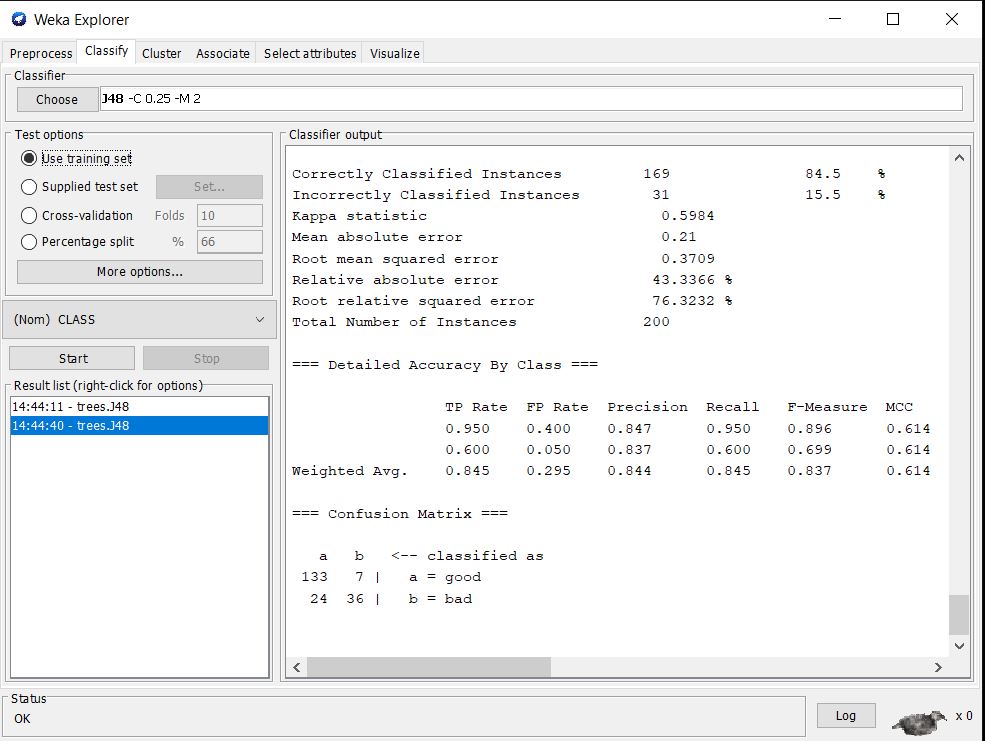 Weka Explorer
Preprocess Classify Cluster Associate Select attributes Visualize
Classifier
Choose J48 -C 0.25 -M 2
Test options
Use training set
Supplied test set Set...
Cross-validation Folds 10
Percentage split % 66
More options...
(Nom) CLASS
Start Stop
Result list (right-click for options)
14:44:11 - trees.J48
14:44:40 - trees.J48
Classifier output
Correctly Classified Instances 169 84.5 %
Incorrectly Classified Instances 31 15.5 %
Kappa statistic 0.5984
Mean absolute error 0.21
Root mean squared error 0.3709
Relative absolute error 43.3366 %
Root relative squared error 76.3232 %
Total Number of Instances 200
=== Detailed Accuracy By Class ===
TP Rate FP Rate Precision Recall F-Measure MCC
0.950 0.400 0.847 0.950 0.896 0.614
0.600 0.050 0.837 0.600 0.699 0.614
Weighted Avg. 0.845 0.295 0.844 0.845 0.837 0.614
=== Confusion Matrix ===
a b <-- classified as
133 7 | a = good
24 36 | b = bad
Status
OK
Log x 0